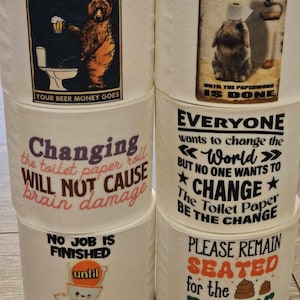 YOUR BEER MONEY GOES
UNTIL THE PAPERWORK
IS DONE
Changing
the toilet paper roll
WILL NOT CAUSE
brain damage
EVERYONE
wants to change the
World
BUT NO ONE WANTS TO
CHANGE
The Toilet Paper
BE THE CHANGE
NO JOB IS
FINISHED
until
PLEASE REMAIN
SEATED
for the